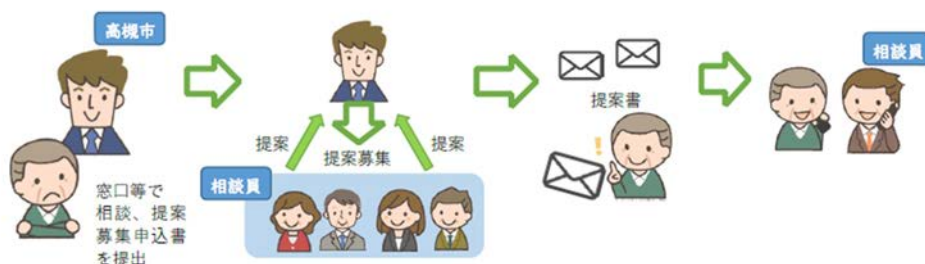 高槻市
窓口等で
相談、提案
募集申込書
を提出
提案
提案募集
提案
相談員
提案書
相談員